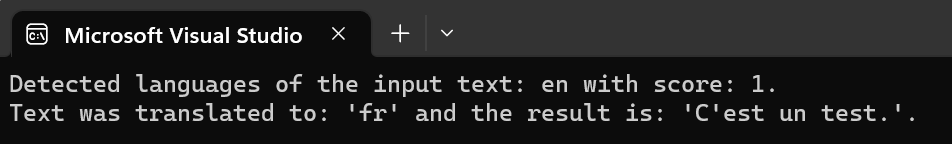 Microsoft Visual Studio
Detected languages of the input text: en with score: 1.
Text was translated to: 'fr' and the result is: 'C'est un test.'.